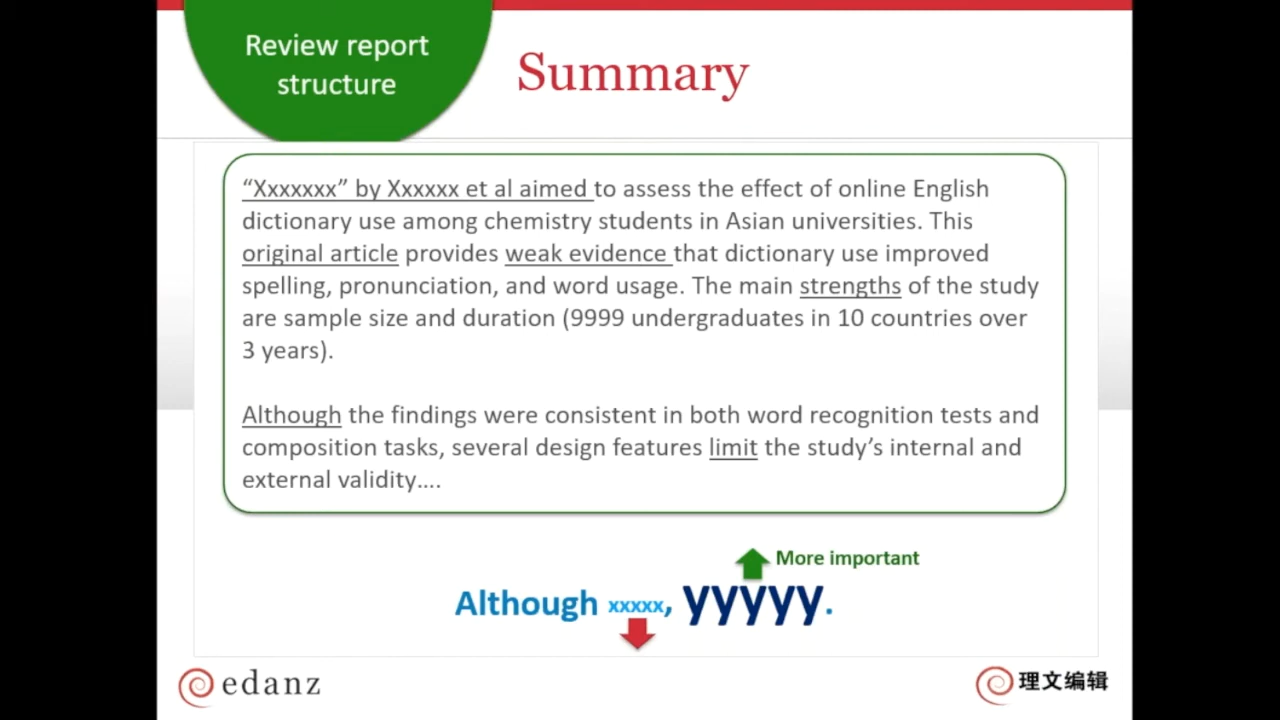 Review report
structure
Summary
“Xxxxxxx” by Xxxxxx et al aimed to assess the effect of online English
dictionary use among chemistry students in Asian universities. This
original article provides weak evidence that dictionary use improved
spelling, pronunciation, and word usage. The main strengths of the study
are sample size and duration (9999 undergraduates in 10 countries over
3 years).
Although the findings were consistent in both word recognition tests and
composition tasks, several design features limit the study’s internal and
external validity….
More important
Although xxxxx, yyyyy.
edanz
理文编辑